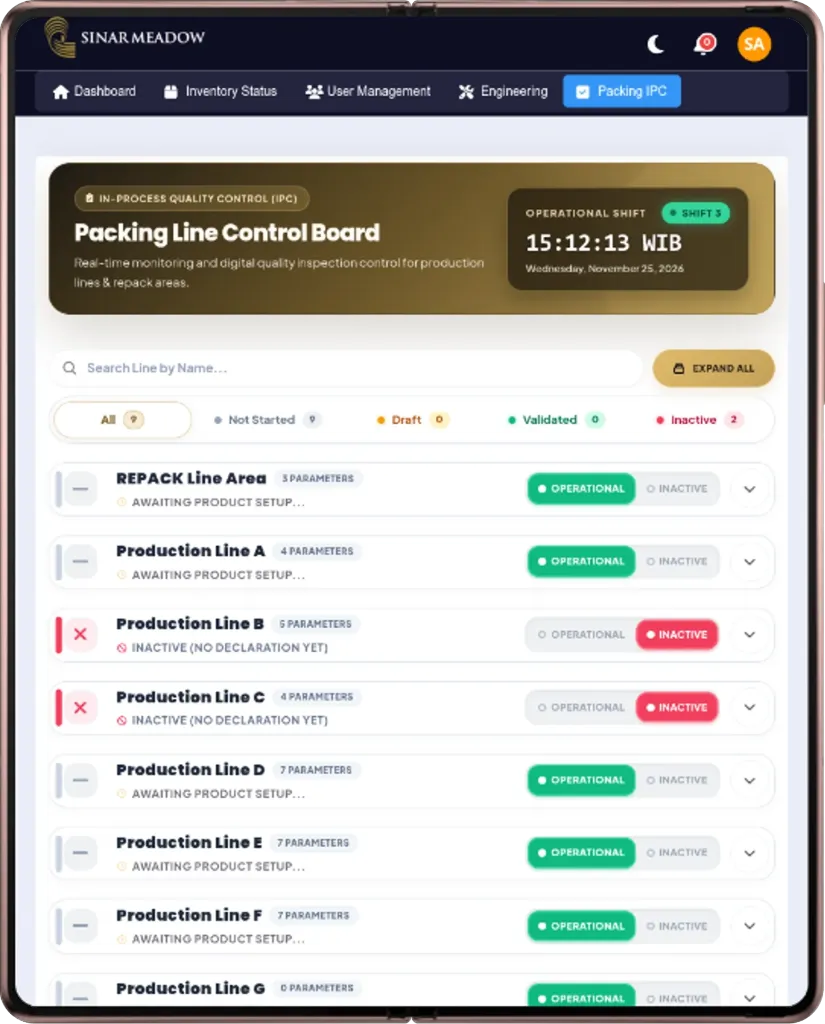 SINAR MEADOW
0
SA
Dashboard
Inventory Status
User Management
Engineering
Packing IPC
IN-PROCESS QUALITY CONTROL (IPC)
Packing Line Control Board
Real-time monitoring and digital quality inspection control for production
lines & repack areas.
OPERATIONAL SHIFT
SHIFT 3
15:12:13 WIB
Wednesday, November 25, 2026
Search Line by Name...
EXPAND ALL
All 9
Not Started 9
Draft 0
Validated 0
Inactive 2
REPACK Line Area 3 PARAMETERS
AWAITING PRODUCT SETUP...
OPERATIONAL INACTIVE
Production Line A 4 PARAMETERS
AWAITING PRODUCT SETUP...
OPERATIONAL INACTIVE
Production Line B 5 PARAMETERS
INACTIVE (NO DECLARATION YET)
OPERATIONAL INACTIVE
Production Line C 4 PARAMETERS
INACTIVE (NO DECLARATION YET)
OPERATIONAL INACTIVE
Production Line D 7 PARAMETERS
AWAITING PRODUCT SETUP...
OPERATIONAL INACTIVE
Production Line E 7 PARAMETERS
AWAITING PRODUCT SETUP...
OPERATIONAL INACTIVE
Production Line F 7 PARAMETERS
AWAITING PRODUCT SETUP...
OPERATIONAL INACTIVE
Production Line G 0 PARAMETERS
OPERATIONAL INACTIVE